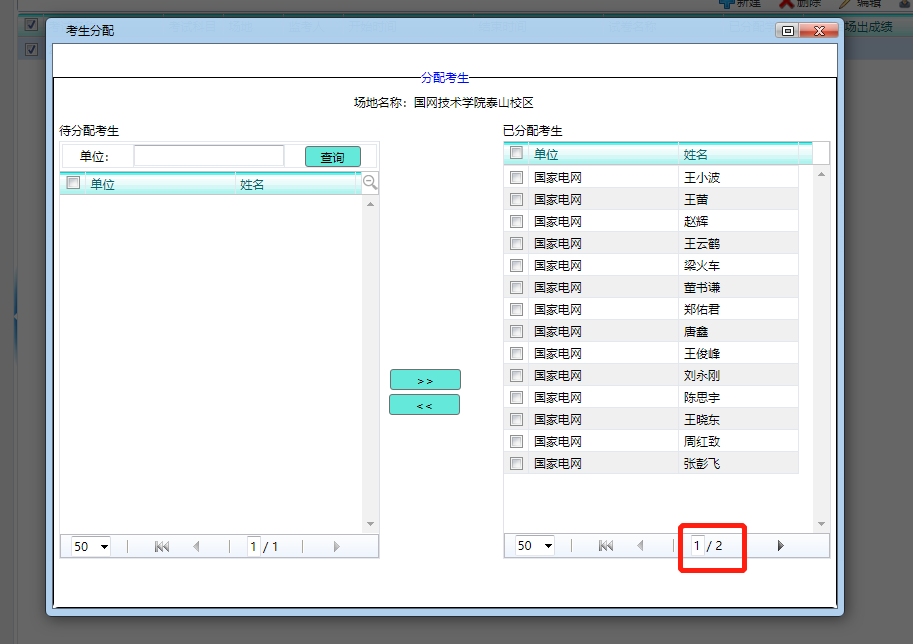 新建 删除 编辑
考生分配
场出成绩
分配考生
场地名称：国网技术学院泰山校区
待分配考生
单位：
查询
单位 姓名
50
1 / 1
>>
<<
已分配考生
单位 姓名
国家电网 王小波
国家电网 王蕾
国家电网 赵辉
国家电网 王云鹤
国家电网 梁火车
国家电网 董书谦
国家电网 郑佑君
国家电网 唐鑫
国家电网 王俊峰
国家电网 刘永刚
国家电网 陈思宇
国家电网 王晓东
国家电网 周红致
国家电网 张彭飞
50
1 / 2